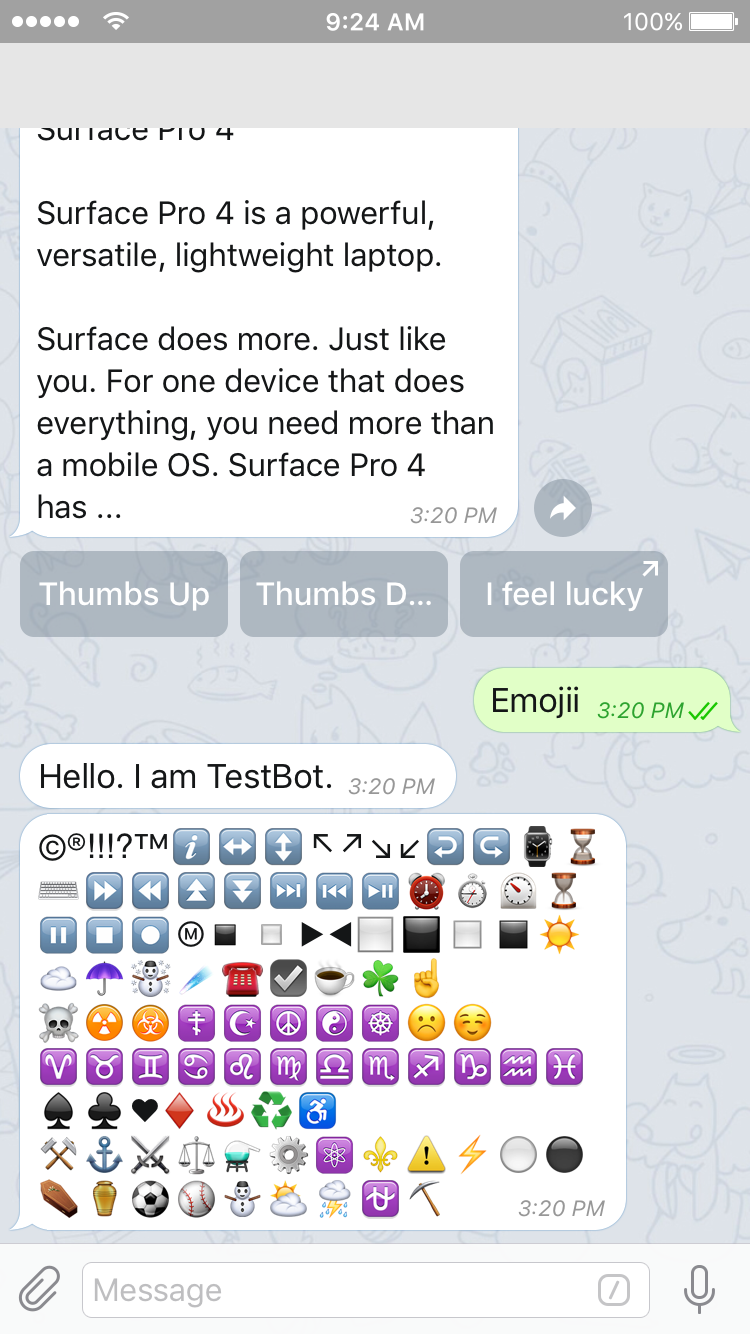 9:24 AM
100%
Surface Pro 4
Surface Pro 4 is a powerful,
versatile, lightweight laptop.
Surface does more. Just like
you. For one device that does
everything, you need more than
a mobile OS. Surface Pro 4
has ...
3:20 PM
Thumbs Up
Thumbs D...
I feel lucky
Emojii 3:20 PM
Hello. I am TestBot. 3:20 PM
©®!!!?™ℹ️↔️↕️↖↗↘↙↩️↪️⌚⏳
⌨️⏩⏪⏫⏬⏭️⏮️⏯️⏰⏱️⏲️⏳
⏸️⏹️⏺️Ⓜ▪️▫️▶◀◻️◼️◽◾☀️
☁️☂️☃️☄️☎️☑️☕☘️☝️
☠️☢️☣️☦️☪️☮️☯️☸️☹️☺️
♈♉♊♋♌♍♎♏♐♑♒♓
♠️♣️♥♦️♨️♻️♿
⚒️⚓⚔️⚖️⚗️⚙️⚛️⚜️⚠️⚡⚪⚫
⚰️⚱️⚽⚾⛄⛅⛈️⛎⛏️
3:20 PM
Message